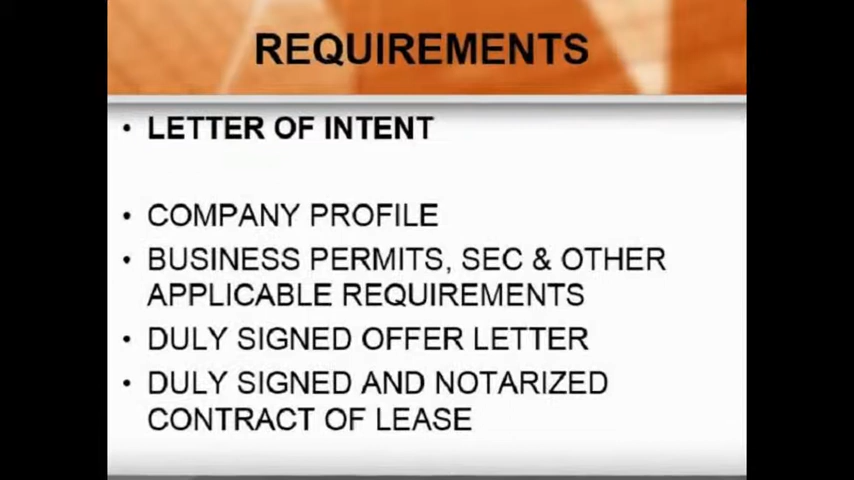 REQUIREMENTS
• LETTER OF INTENT
• COMPANY PROFILE
• BUSINESS PERMITS, SEC & OTHER
APPLICABLE REQUIREMENTS
• DULY SIGNED OFFER LETTER
• DULY SIGNED AND NOTARIZED
CONTRACT OF LEASE